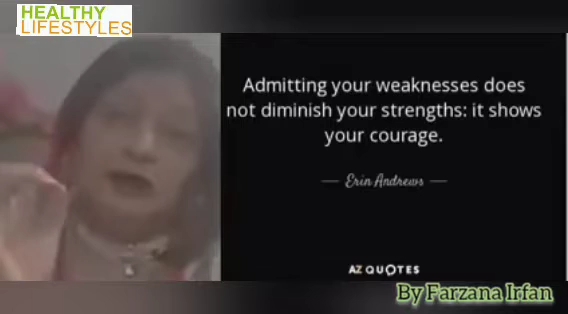 HEALTHY
LIFESTYLES
Admitting your weaknesses does
not diminish your strengths: it shows
your courage.
— Erin Andrews —
AZ QUOTES
By Farzana Irfan